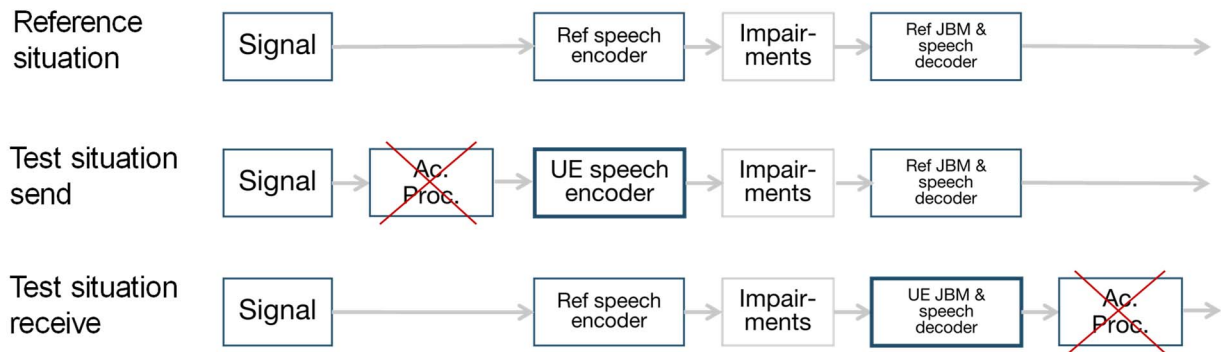 Reference
situation
Signal
Ref speech
encoder
Impair-
ments
Ref JBM &
speech
decoder
Test situation
send
Signal
Ac.
Proc.
UE speech
encoder
Impair-
ments
Ref JBM &
speech
decoder
Test situation
receive
Signal
Ref speech
encoder
Impair-
ments
UE JBM &
speech
decoder
Ac.
Proc.